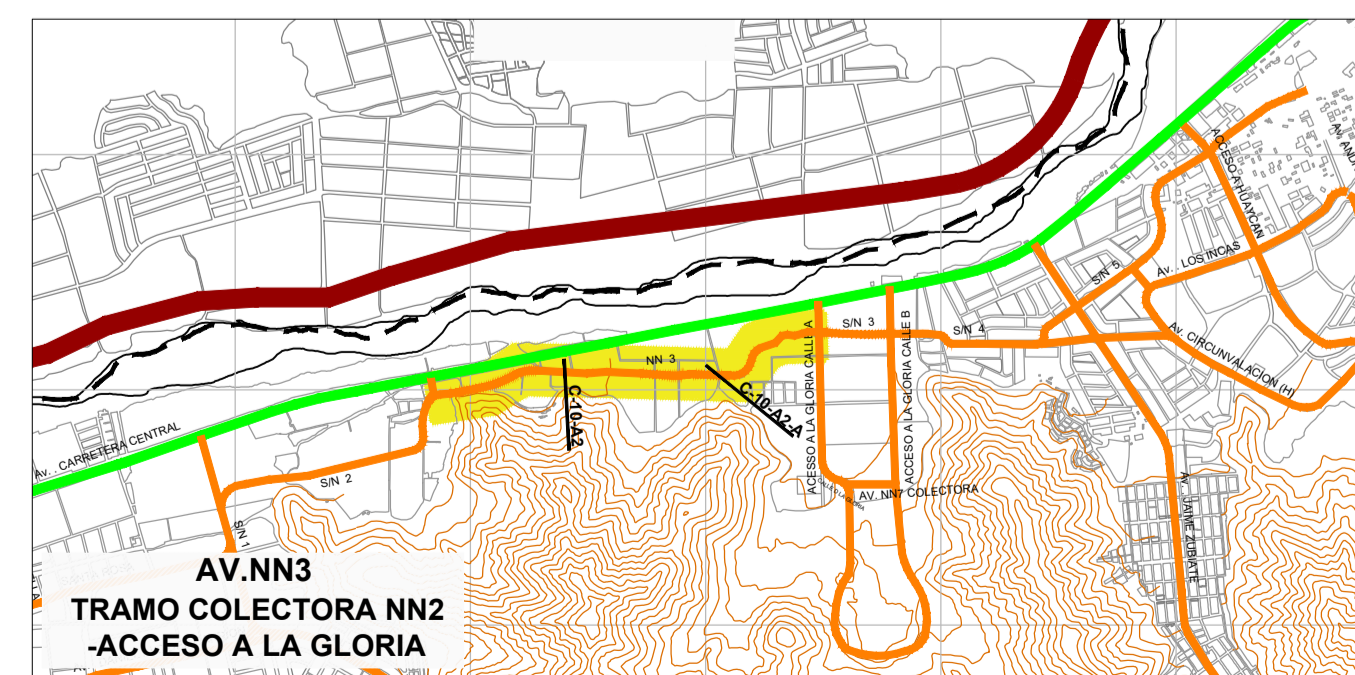 ACCESO A HUAYCAN
S/N 5
Av. . LOS INCAS
S/N 3
S/N 4
Av. CIRCUNVALACION (H)
NN 3
C-10-A2
C-10-A2-A
ACESO A LA GLORIA CALLE A
ACCESO A LA GLORIA CALLE B
Av. . CARRETERA CENTRAL
S/N 2
AV. NN7 COLECTORA
S/N 1
Av. . JAIME ZUBIATE
AV.NN3
TRAMO COLECTORA NN2
-ACCESO A LA GLORIA